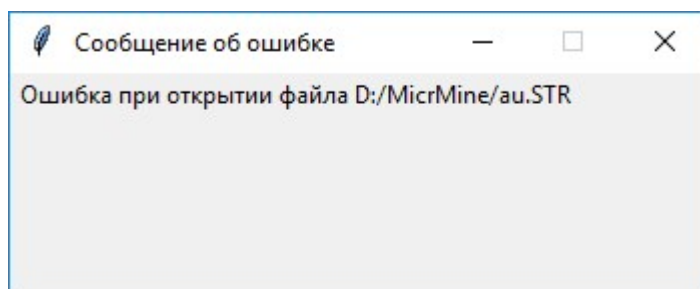 Сообщение об ошибке
Ошибка при открытии файла D:/MicrMine/au.STR